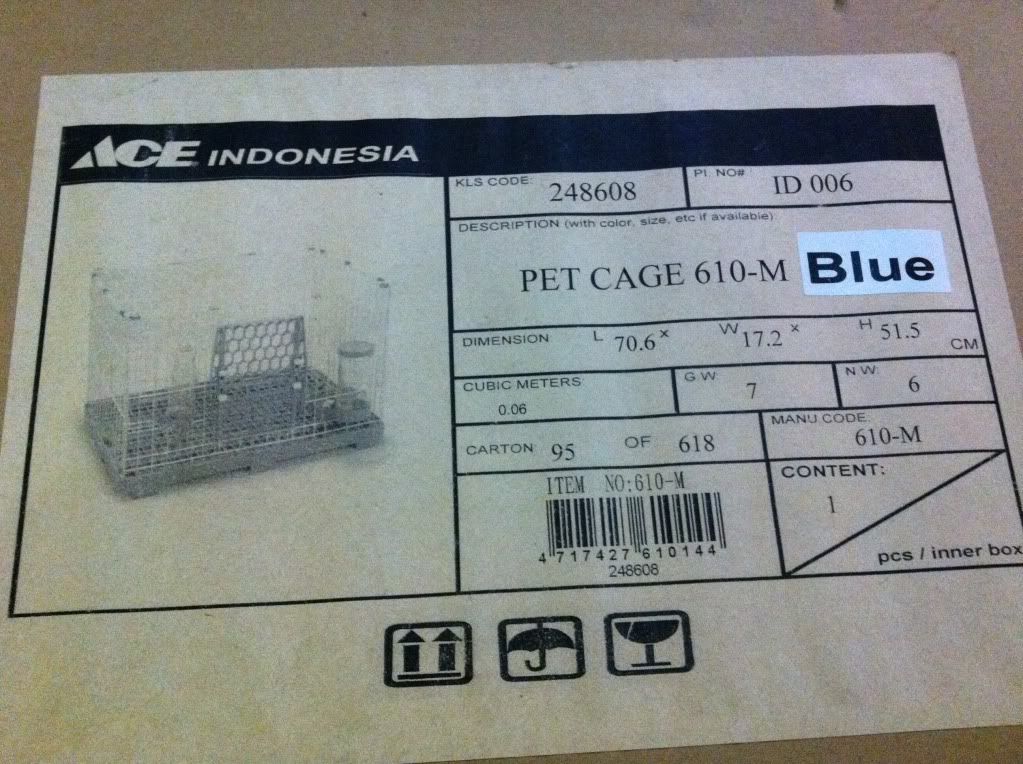 ACE INDONESIA
KLS CODE: 248608
PI. NO# ID 006
DESCRIPTION (with color, size, etc if available):
PET CAGE 610-M Blue
DIMENSION L 70.6 x W 17.2 x H 51.5 CM
CUBIC METERS: 0.06
G.W: 7
N.W: 6
CARTON 95 OF 618
MANU CODE: 610-M
ITEM NO:610-M
4 717427 610144
248608
CONTENT:
1
pcs / inner box